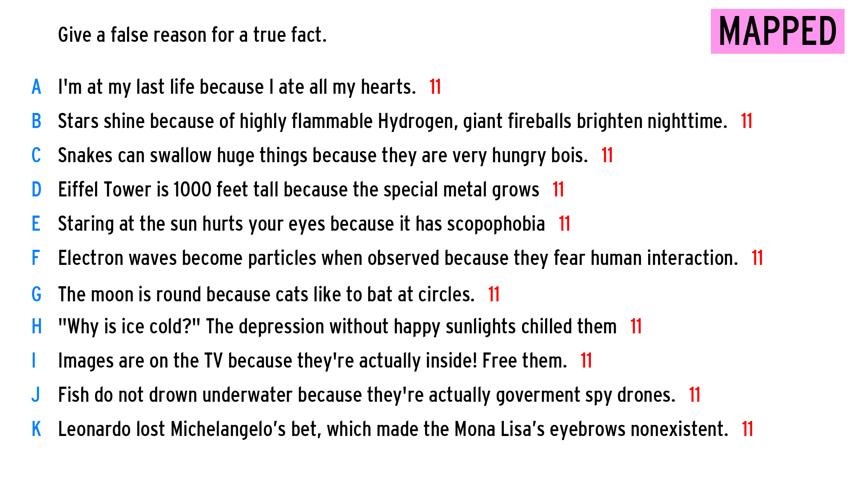 Give a false reason for a true fact.
MAPPED
A I'm at my last life because I ate all my hearts. 11
B Stars shine because of highly flammable Hydrogen, giant fireballs brighten nighttime. 11
C Snakes can swallow huge things because they are very hungry bois. 11
D Eiffel Tower is 1000 feet tall because the special metal grows 11
E Staring at the sun hurts your eyes because it has scopophobia 11
F Electron waves become particles when observed because they fear human interaction. 11
G The moon is round because cats like to bat at circles. 11
H "Why is ice cold?" The depression without happy sunlights chilled them 11
I Images are on the TV because they're actually inside! Free them. 11
J Fish do not drown underwater because they're actually goverment spy drones. 11
K Leonardo lost Michelangelo’s bet, which made the Mona Lisa’s eyebrows nonexistent. 11